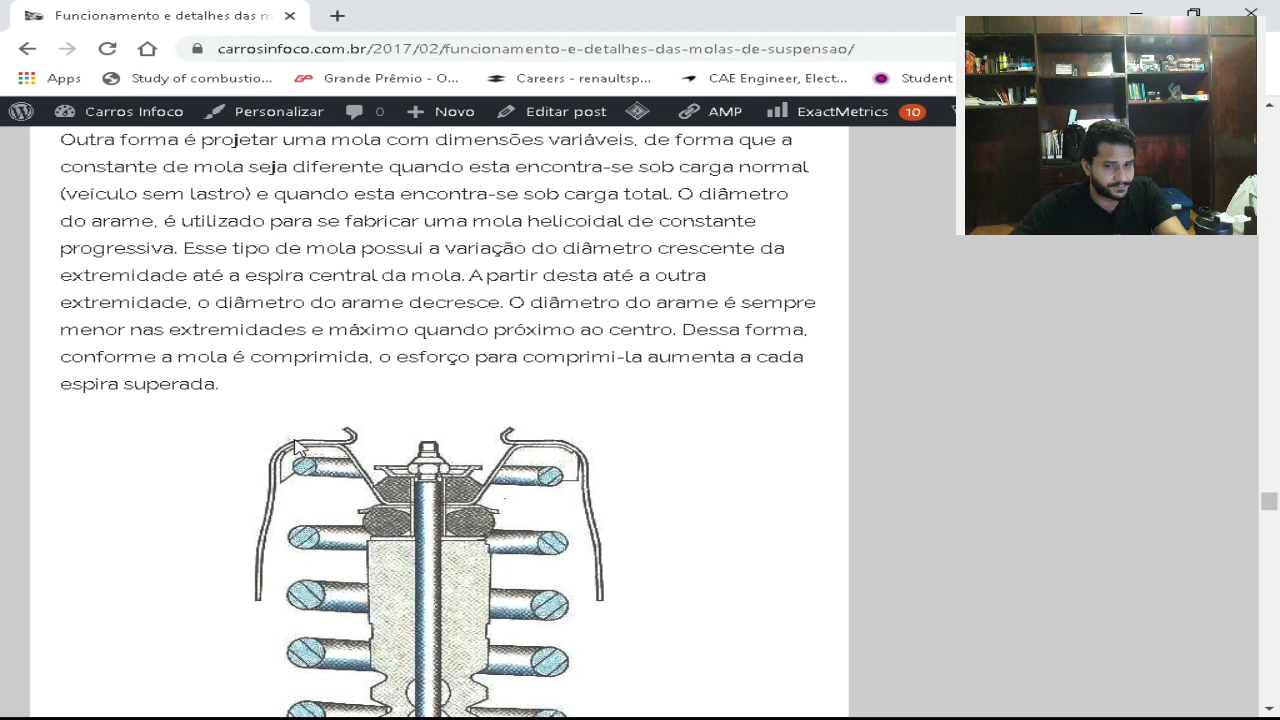 Funcionamento e detalhes das m
carrosinfoco.com.br/2017/02/funcionamento-e-detalhes-das-molas-de-suspensao/
Apps Study of combustio... GP Grande Prêmio - O... Careers - renaultsp... CAE Engineer, Elect... Student
Carros Infoco Personalizar 0 Novo Editar post AMP ExactMetrics 10
Outra forma é projetar uma mola com dimensões variáveis, de forma que a
constante de mola seja diferente quando esta encontra-se sob carga normal
(veículo sem lastro) e quando esta encontra-se sob carga total. O diâmetro
do arame, é utilizado para se fabricar uma mola helicoidal de constante
progressiva. Esse tipo de mola possui a variação do diâmetro crescente da
extremidade até a espira central da mola. A partir desta até a outra
extremidade, o diâmetro do arame decresce. O diâmetro do arame é sempre
menor nas extremidades e máximo quando próximo ao centro. Dessa forma,
conforme a mola é comprimida, o esforço para comprimi-la aumenta a cada
espira superada.